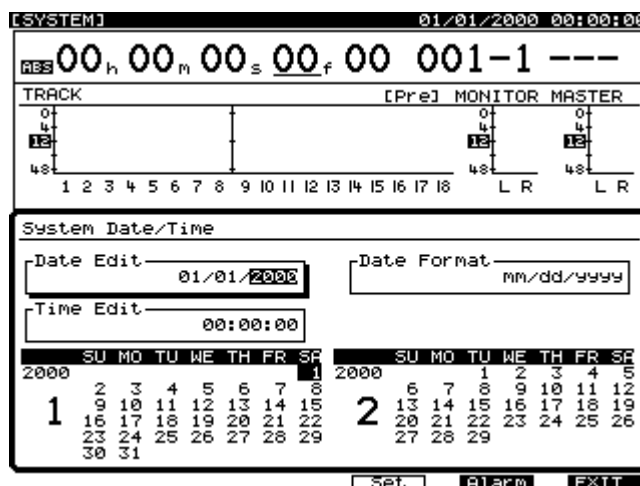 [SYSTEM] 01/01/2000 00:00:00
ABS 00h 00m 00s 00f 00 001-1 ---
TRACK [Pre] MONITOR MASTER
0 0 0
4 4 4
12 12 12
48 48 48
1 2 3 4 5 6 7 8 9 10 11 12 13 14 15 16 17 18 L R L R
System Date/Time
Date Edit Date Format
01/01/2000 mm/dd/yyyy
Time Edit
00:00:00
SU MO TU WE TH FR SA SU MO TU WE TH FR SA
2000 1 2000 1 2 3 4 5
2 3 4 5 6 7 8 6 7 8 9 10 11 12
1 9 10 11 12 13 14 15 2 13 14 15 16 17 18 19
16 17 18 19 20 21 22 20 21 22 23 24 25 26
23 24 25 26 27 28 29 27 28 29
30 31
Set Alarm EXIT